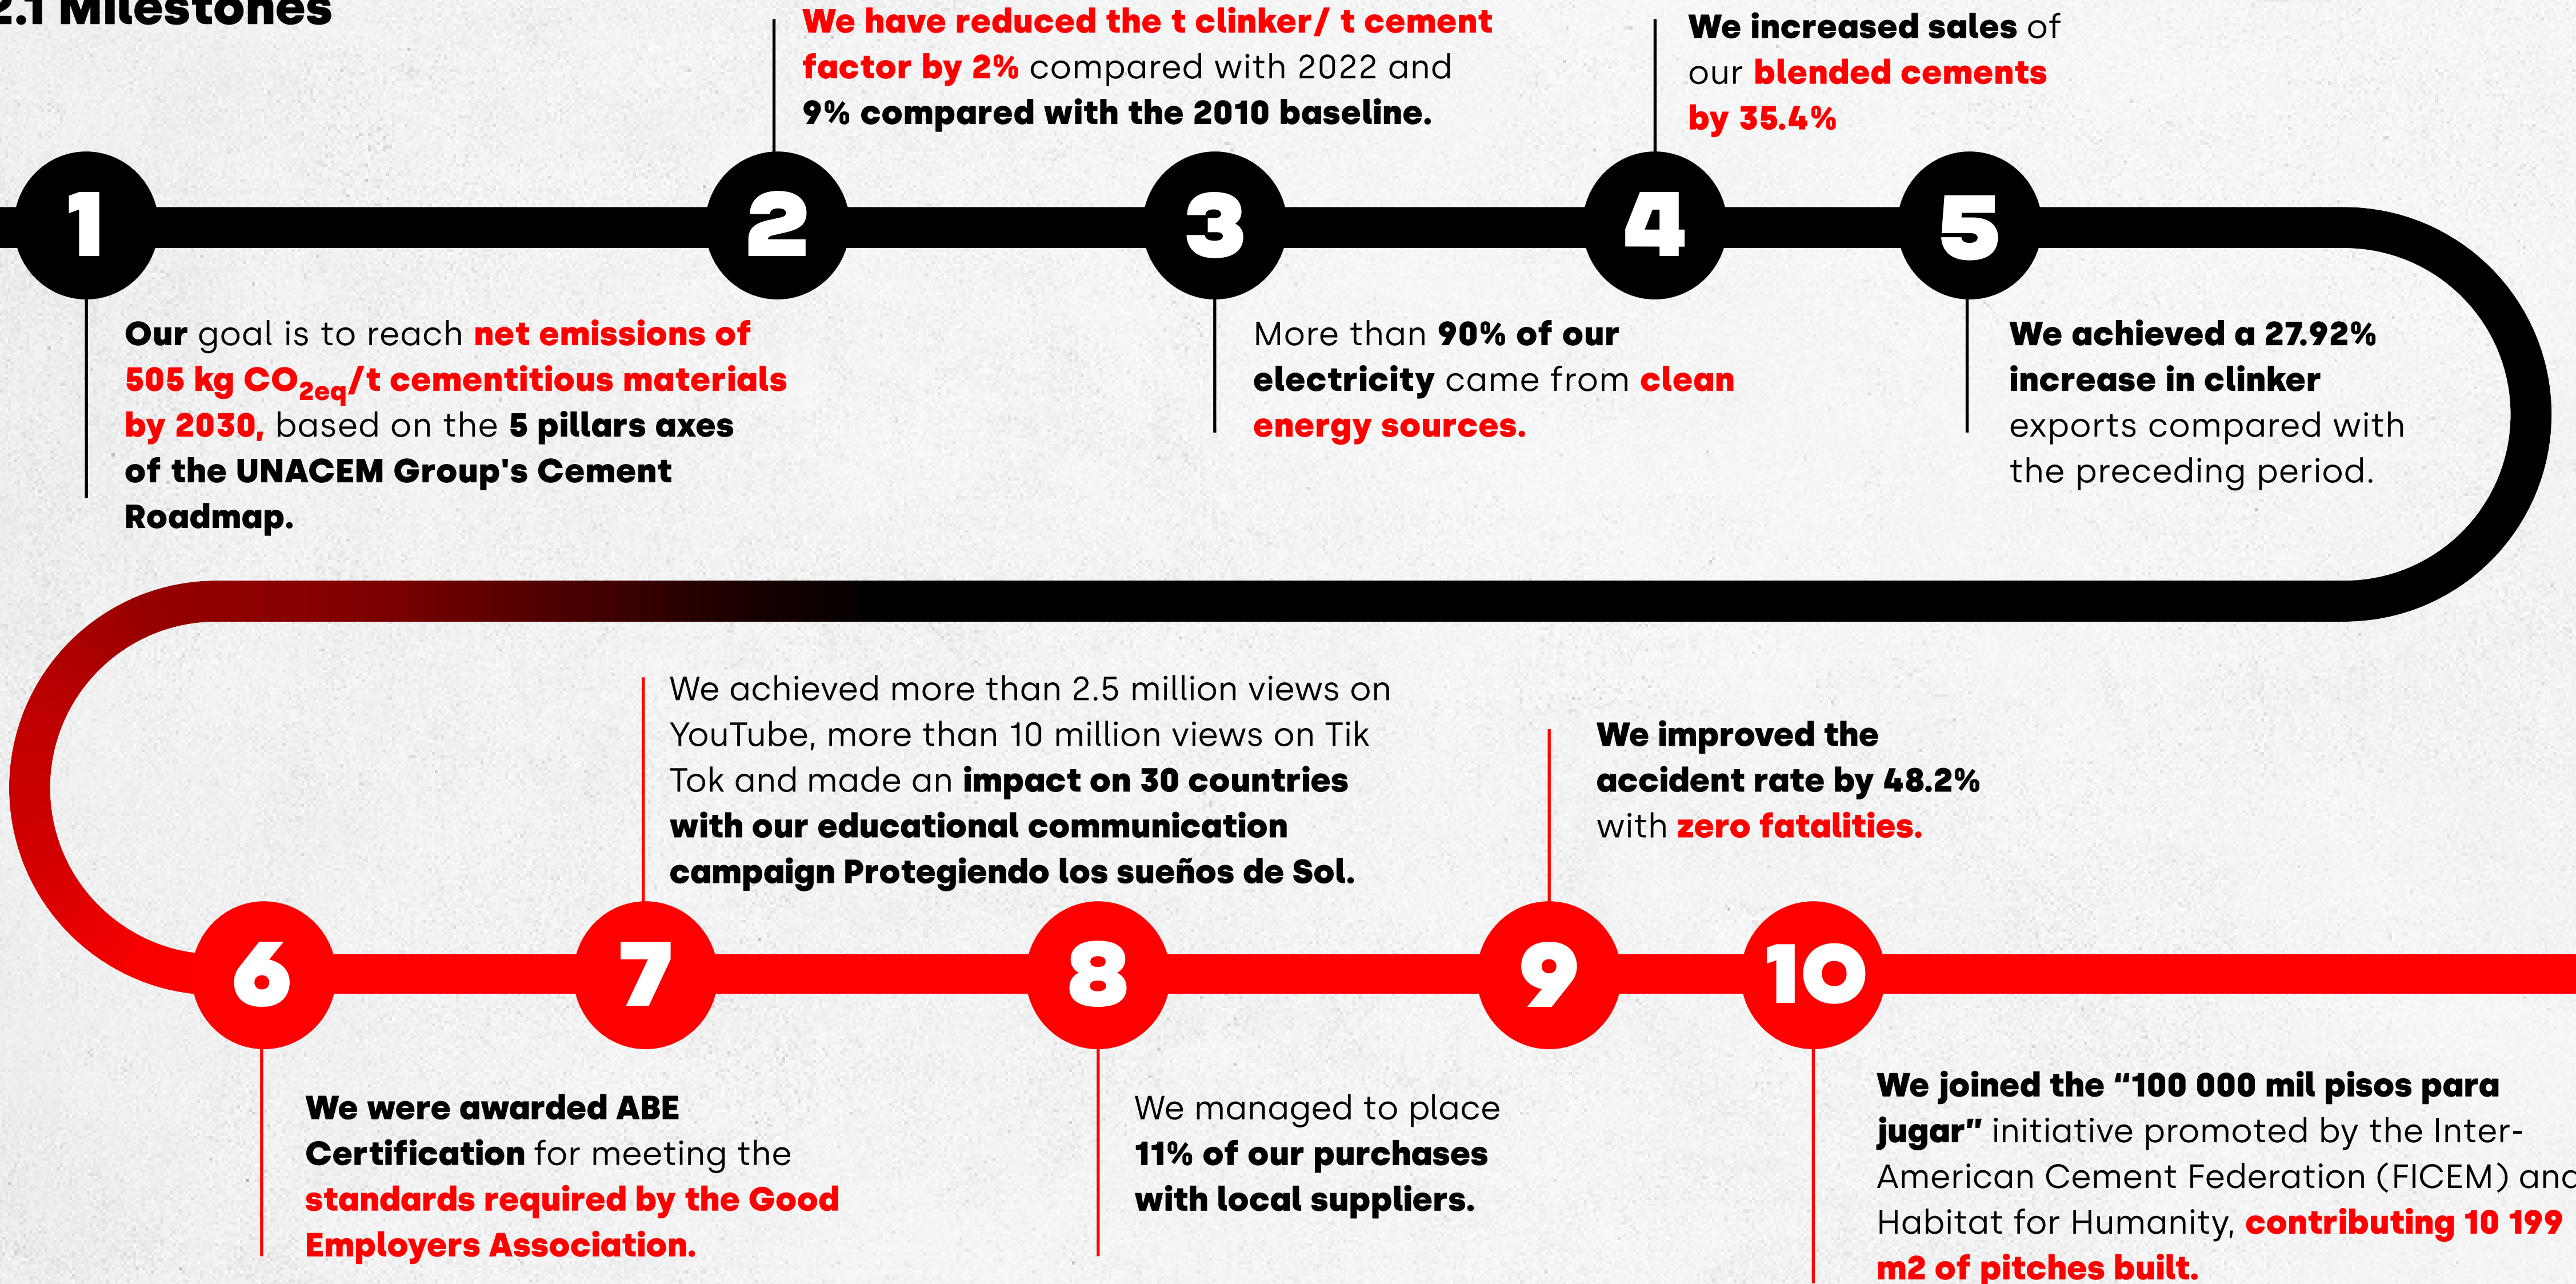 2.1 Milestones
We have reduced the t clinker/ t cement
factor by 2% compared with 2022 and
9% compared with the 2010 baseline.
We increased sales of
our blended cements
by 35.4%
1
2
3
4
5
Our goal is to reach net emissions of
505 kg CO2eq/t cementitious materials
by 2030, based on the 5 pillars axes
of the UNACEM Group's Cement
Roadmap.
More than 90% of our
electricity came from clean
energy sources.
We achieved a 27.92%
increase in clinker
exports compared with
the preceding period.
We achieved more than 2.5 million views on
YouTube, more than 10 million views on Tik
Tok and made an impact on 30 countries
with our educational communication
campaign Protegiendo los sueños de Sol.
We improved the
accident rate by 48.2%
with zero fatalities.
6
7
8
9
10
We were awarded ABE
Certification for meeting the
standards required by the Good
Employers Association.
We managed to place
11% of our purchases
with local suppliers.
We joined the “100 000 mil pisos para
jugar” initiative promoted by the Inter-
American Cement Federation (FICEM) and
Habitat for Humanity, contributing 10 199
m2 of pitches built.